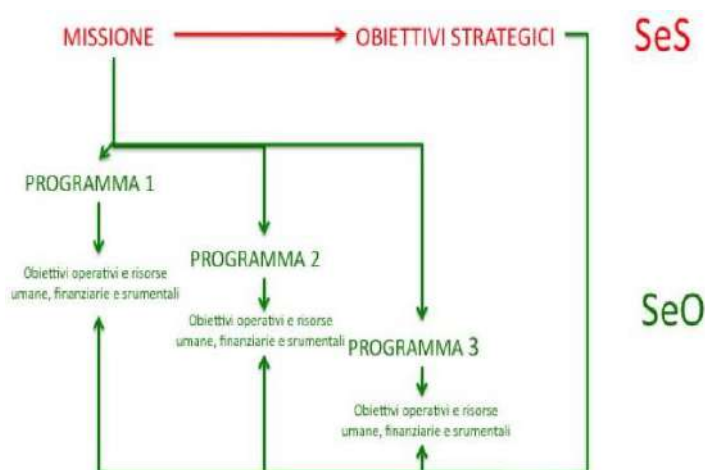 MISSIONE OBIETTIVI STRATEGICI SeS
PROGRAMMA 1
Obiettivi operativi e risorse
umane, finanziarie e srumentali
PROGRAMMA 2
Obiettivi operativi e risorse
umane, finanziarie e srumentali
SeO
PROGRAMMA 3
Obiettivi operativi e risorse
umane, finanziarie e srumentali